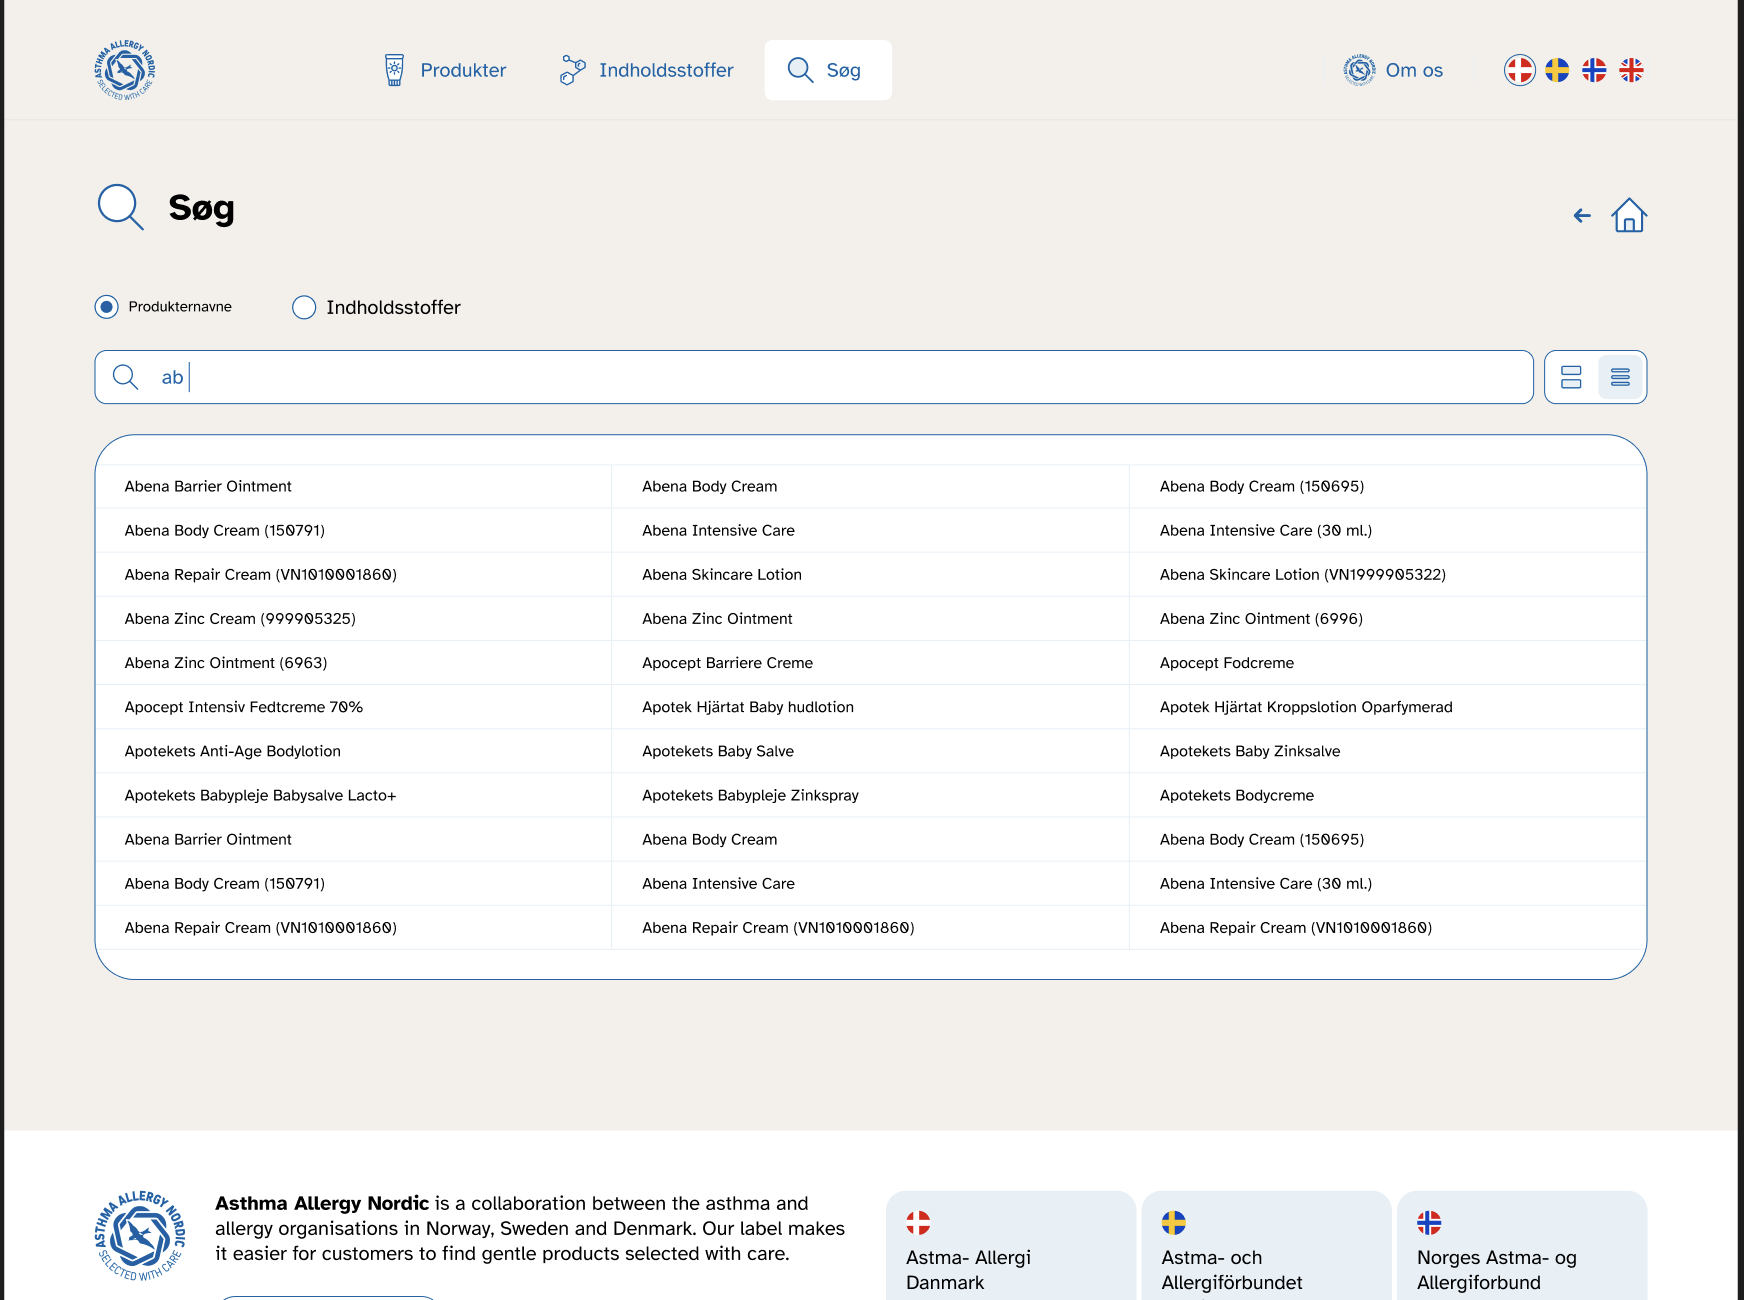 ASTHMA ALLERGY NORDIC
SELECTED WITH CARE
Produkter
Indholdsstoffer
Søg
Om os
Søg
Produkternavne
Indholdsstoffer
ab
Abena Barrier Ointment
Abena Body Cream
Abena Body Cream (150695)
Abena Body Cream (150791)
Abena Intensive Care
Abena Intensive Care (30 ml.)
Abena Repair Cream (VN1010001860)
Abena Skincare Lotion
Abena Skincare Lotion (VN1999905322)
Abena Zinc Cream (999905325)
Abena Zinc Ointment
Abena Zinc Ointment (6996)
Abena Zinc Ointment (6963)
Apocept Barriere Creme
Apocept Fodcreme
Apocept Intensiv Fedtcreme 70%
Apotek Hjärtat Baby hudlotion
Apotek Hjärtat Kroppslotion Oparfymerad
Apotekets Anti-Age Bodylotion
Apotekets Baby Salve
Apotekets Baby Zinksalve
Apotekets Babypleje Babysalve Lacto+
Apotekets Babypleje Zinkspray
Apotekets Bodycreme
Abena Barrier Ointment
Abena Body Cream
Abena Body Cream (150695)
Abena Body Cream (150791)
Abena Intensive Care
Abena Intensive Care (30 ml.)
Abena Repair Cream (VN1010001860)
Abena Repair Cream (VN1010001860)
Abena Repair Cream (VN1010001860)
ASTHMA ALLERGY NORDIC
SELECTED WITH CARE
Asthma Allergy Nordic is a collaboration between the asthma and
allergy organisations in Norway, Sweden and Denmark. Our label makes
it easier for customers to find gentle products selected with care.
Astma- Allergi
Danmark
Astma- och
Allergiförbundet
Norges Astma- og
Allergiforbund